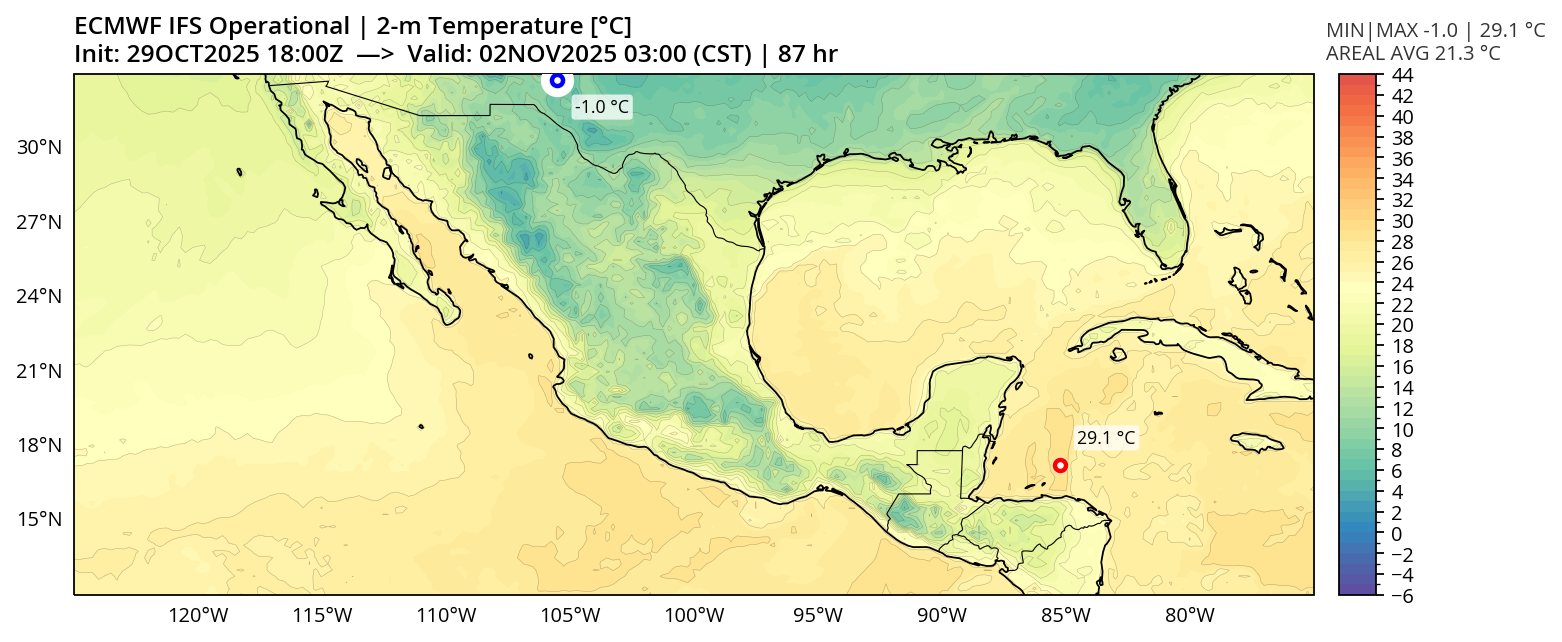 ECMWF IFS Operational | 2-m Temperature [°C]
Init: 29OCT2025 18:00Z —> Valid: 02NOV2025 03:00 (CST) | 87 hr
MIN|MAX -1.0 | 29.1 °C
AREAL AVG 21.3 °C
-1.0 °C
29.1 °C
30°N
27°N
24°N
21°N
18°N
15°N
120°W
115°W
110°W
105°W
100°W
95°W
90°W
85°W
80°W
44
42
40
38
36
34
32
30
28
26
24
22
20
18
16
14
12
10
8
6
4
2
0
−2
−4
−6